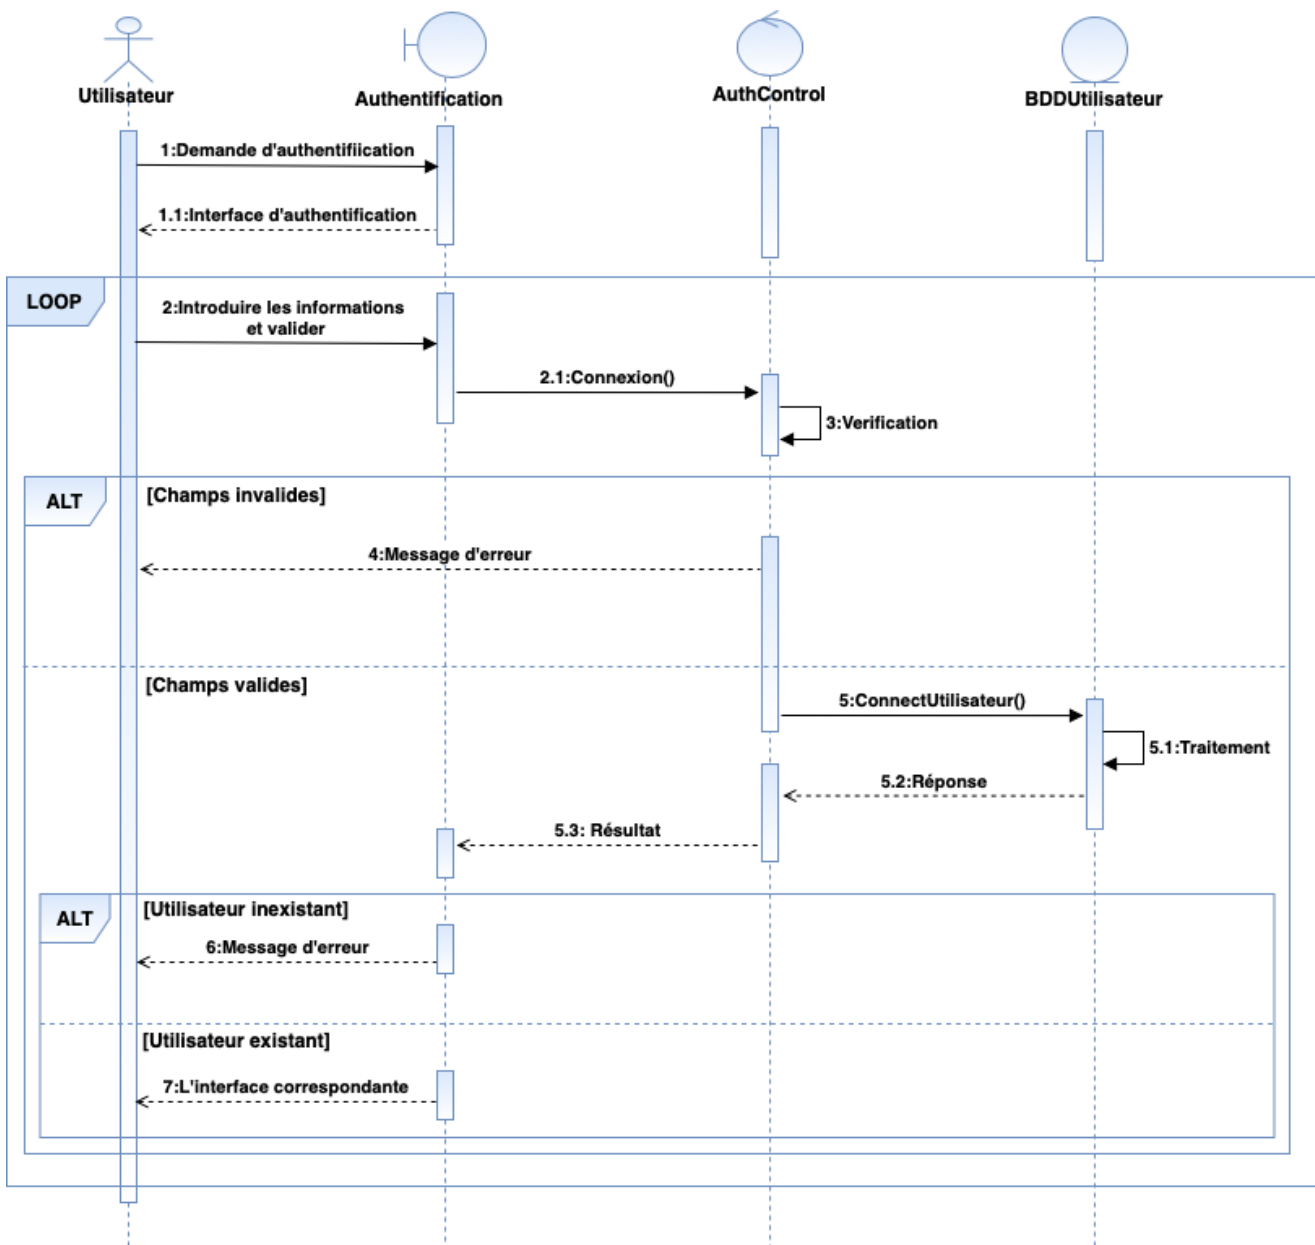 Utilisateur
Authentification
AuthControl
BDDUtilisateur
1:Demande d'authentifiication
1.1:Interface d'authentification
LOOP
2:Introduire les informations
et valider
2.1:Connexion()
3:Verification
ALT
[Champs invalides]
4:Message d'erreur
[Champs valides]
5:ConnectUtilisateur()
5.1:Traitement
5.2:Réponse
5.3: Résultat
ALT
[Utilisateur inexistant]
6:Message d'erreur
[Utilisateur existant]
7:L'interface correspondante